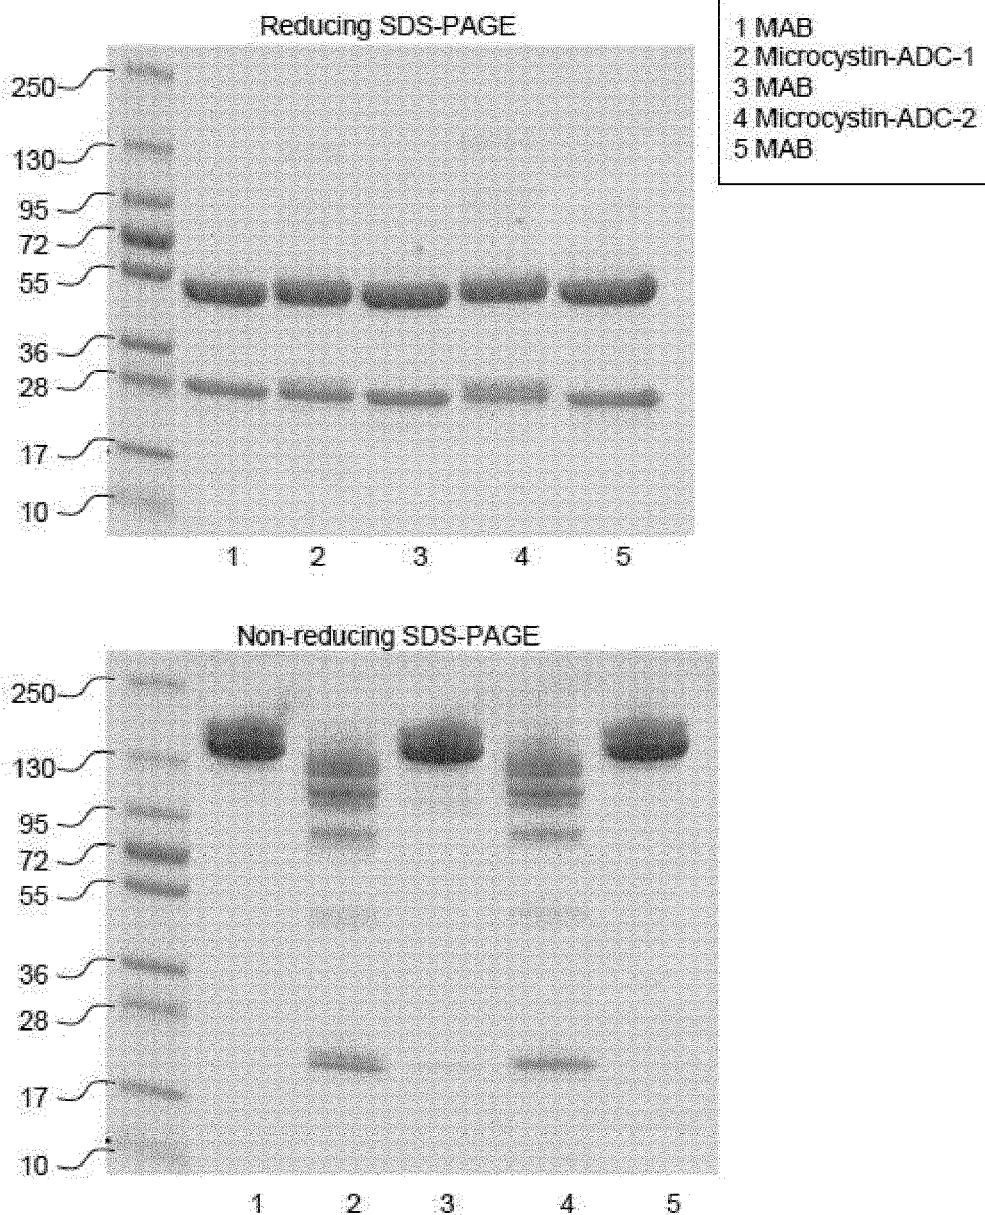 Reducing SDS-PAGE
1 MAB
2 Microcystin-ADC-1
3 MAB
4 Microcystin-ADC-2
5 MAB
250
130
95
72
55
36
28
17
10
1 2 3 4 5
Non-reducing SDS-PAGE
250
130
95
72
55
36
28
17
10
1 2 3 4 5